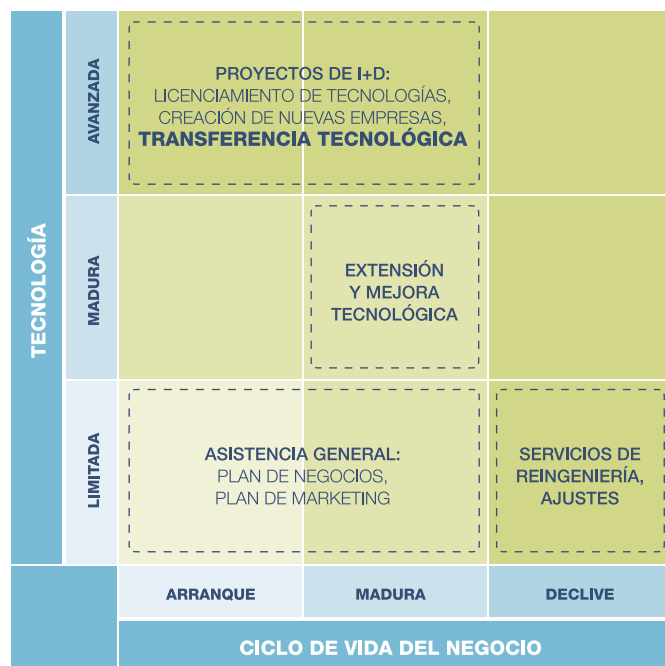 TECNOLOGÍA
AVANZADA
PROYECTOS DE I+D:
LICENCIAMIENTO DE TECNOLOGÍAS,
CREACIÓN DE NUEVAS EMPRESAS,
TRANSFERENCIA TECNOLÓGICA
MADURA
EXTENSIÓN
Y MEJORA
TECNOLÓGICA
LIMITADA
ASISTENCIA GENERAL:
PLAN DE NEGOCIOS,
PLAN DE MARKETING
SERVICIOS DE
REINGENIERÍA,
AJUSTES
ARRANQUE
MADURA
DECLIVE
CICLO DE VIDA DEL NEGOCIO